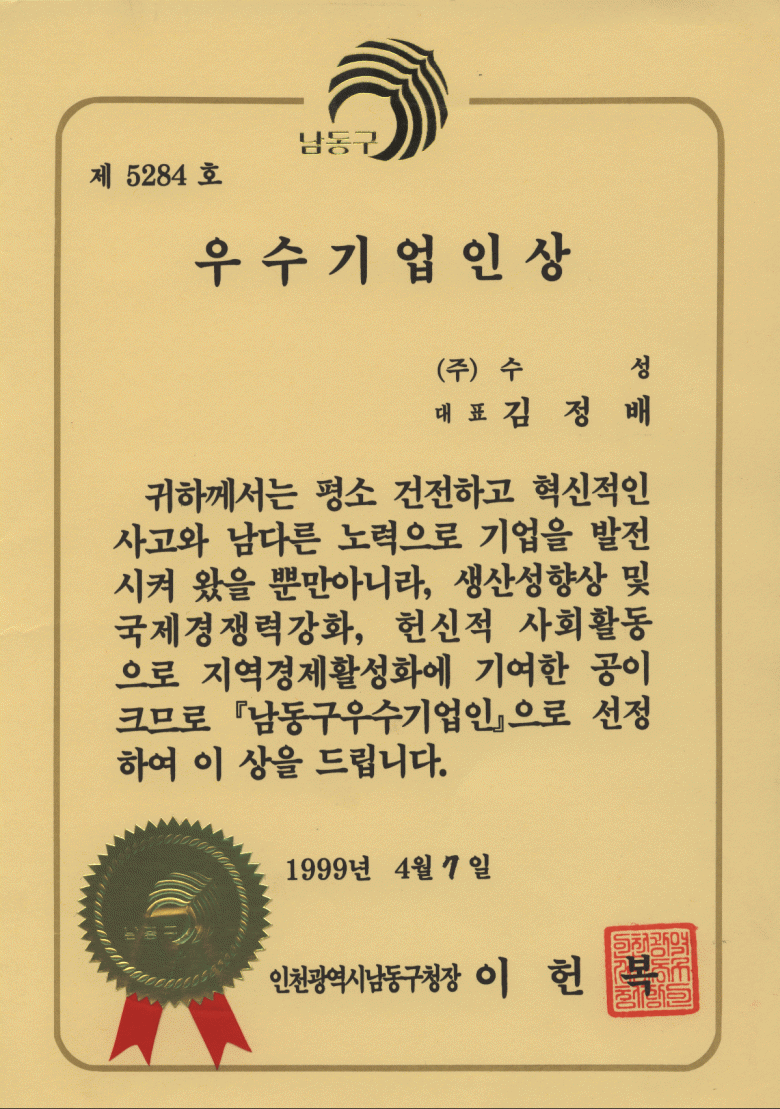 남동구
제 5284 호
우수기업인상
(주) 수 성
대표 김 정 배
귀하께서는 평소 건전하고 혁신적인
사고와 남다른 노력으로 기업을 발전
시켜 왔을 뿐만아니라, 생산성향상 및
국제경쟁력강화, 헌신적 사회활동
으로 지역경제활성화에 기여한 공이
크므로 『남동구우수기업인』으로 선정
하여 이 상을 드립니다.
1999년 4월 7일
남동구
인천광역시남동구청장 이 헌 복